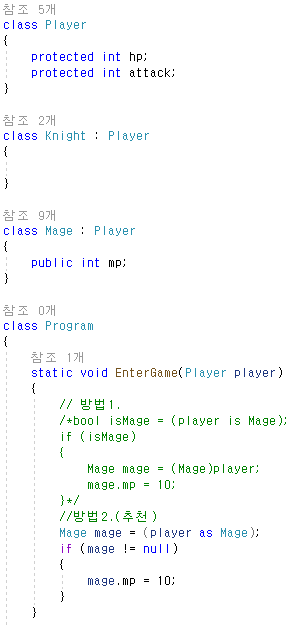 참조 5개
class Player
{
    protected int hp;
    protected int attack;
}
참조 2개
class Knight : Player
{
}
참조 9개
class Mage : Player
{
    public int mp;
}
참조 0개
class Program
{
    참조 1개
    static void EnterGame(Player player)
    {
        // 방법1.
        /*bool isMage = (player is Mage);
        if (isMage)
        {
            Mage mage = (Mage)player;
            mage.mp = 10;
        }*/
        //방법2.(추천)
        Mage mage = (player as Mage);
        if (mage != null)
        {
            mage.mp = 10;
        }
    }